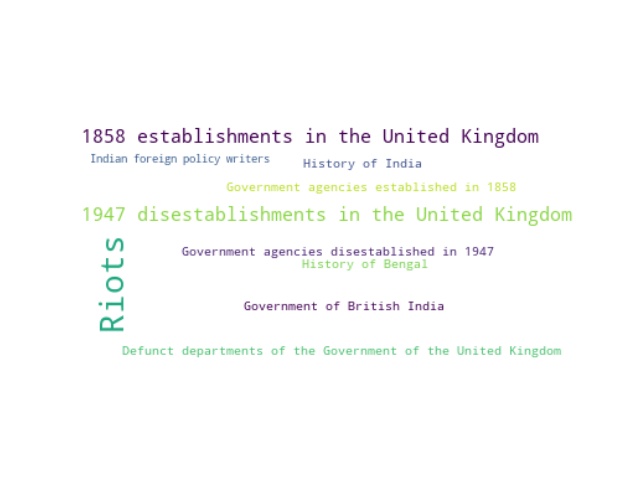 1858 establishments in the United Kingdom
Indian foreign policy writers
History of India
Government agencies established in 1858
1947 disestablishments in the United Kingdom
Riots
Government agencies disestablished in 1947
History of Bengal
Government of British India
Defunct departments of the Government of the United Kingdom